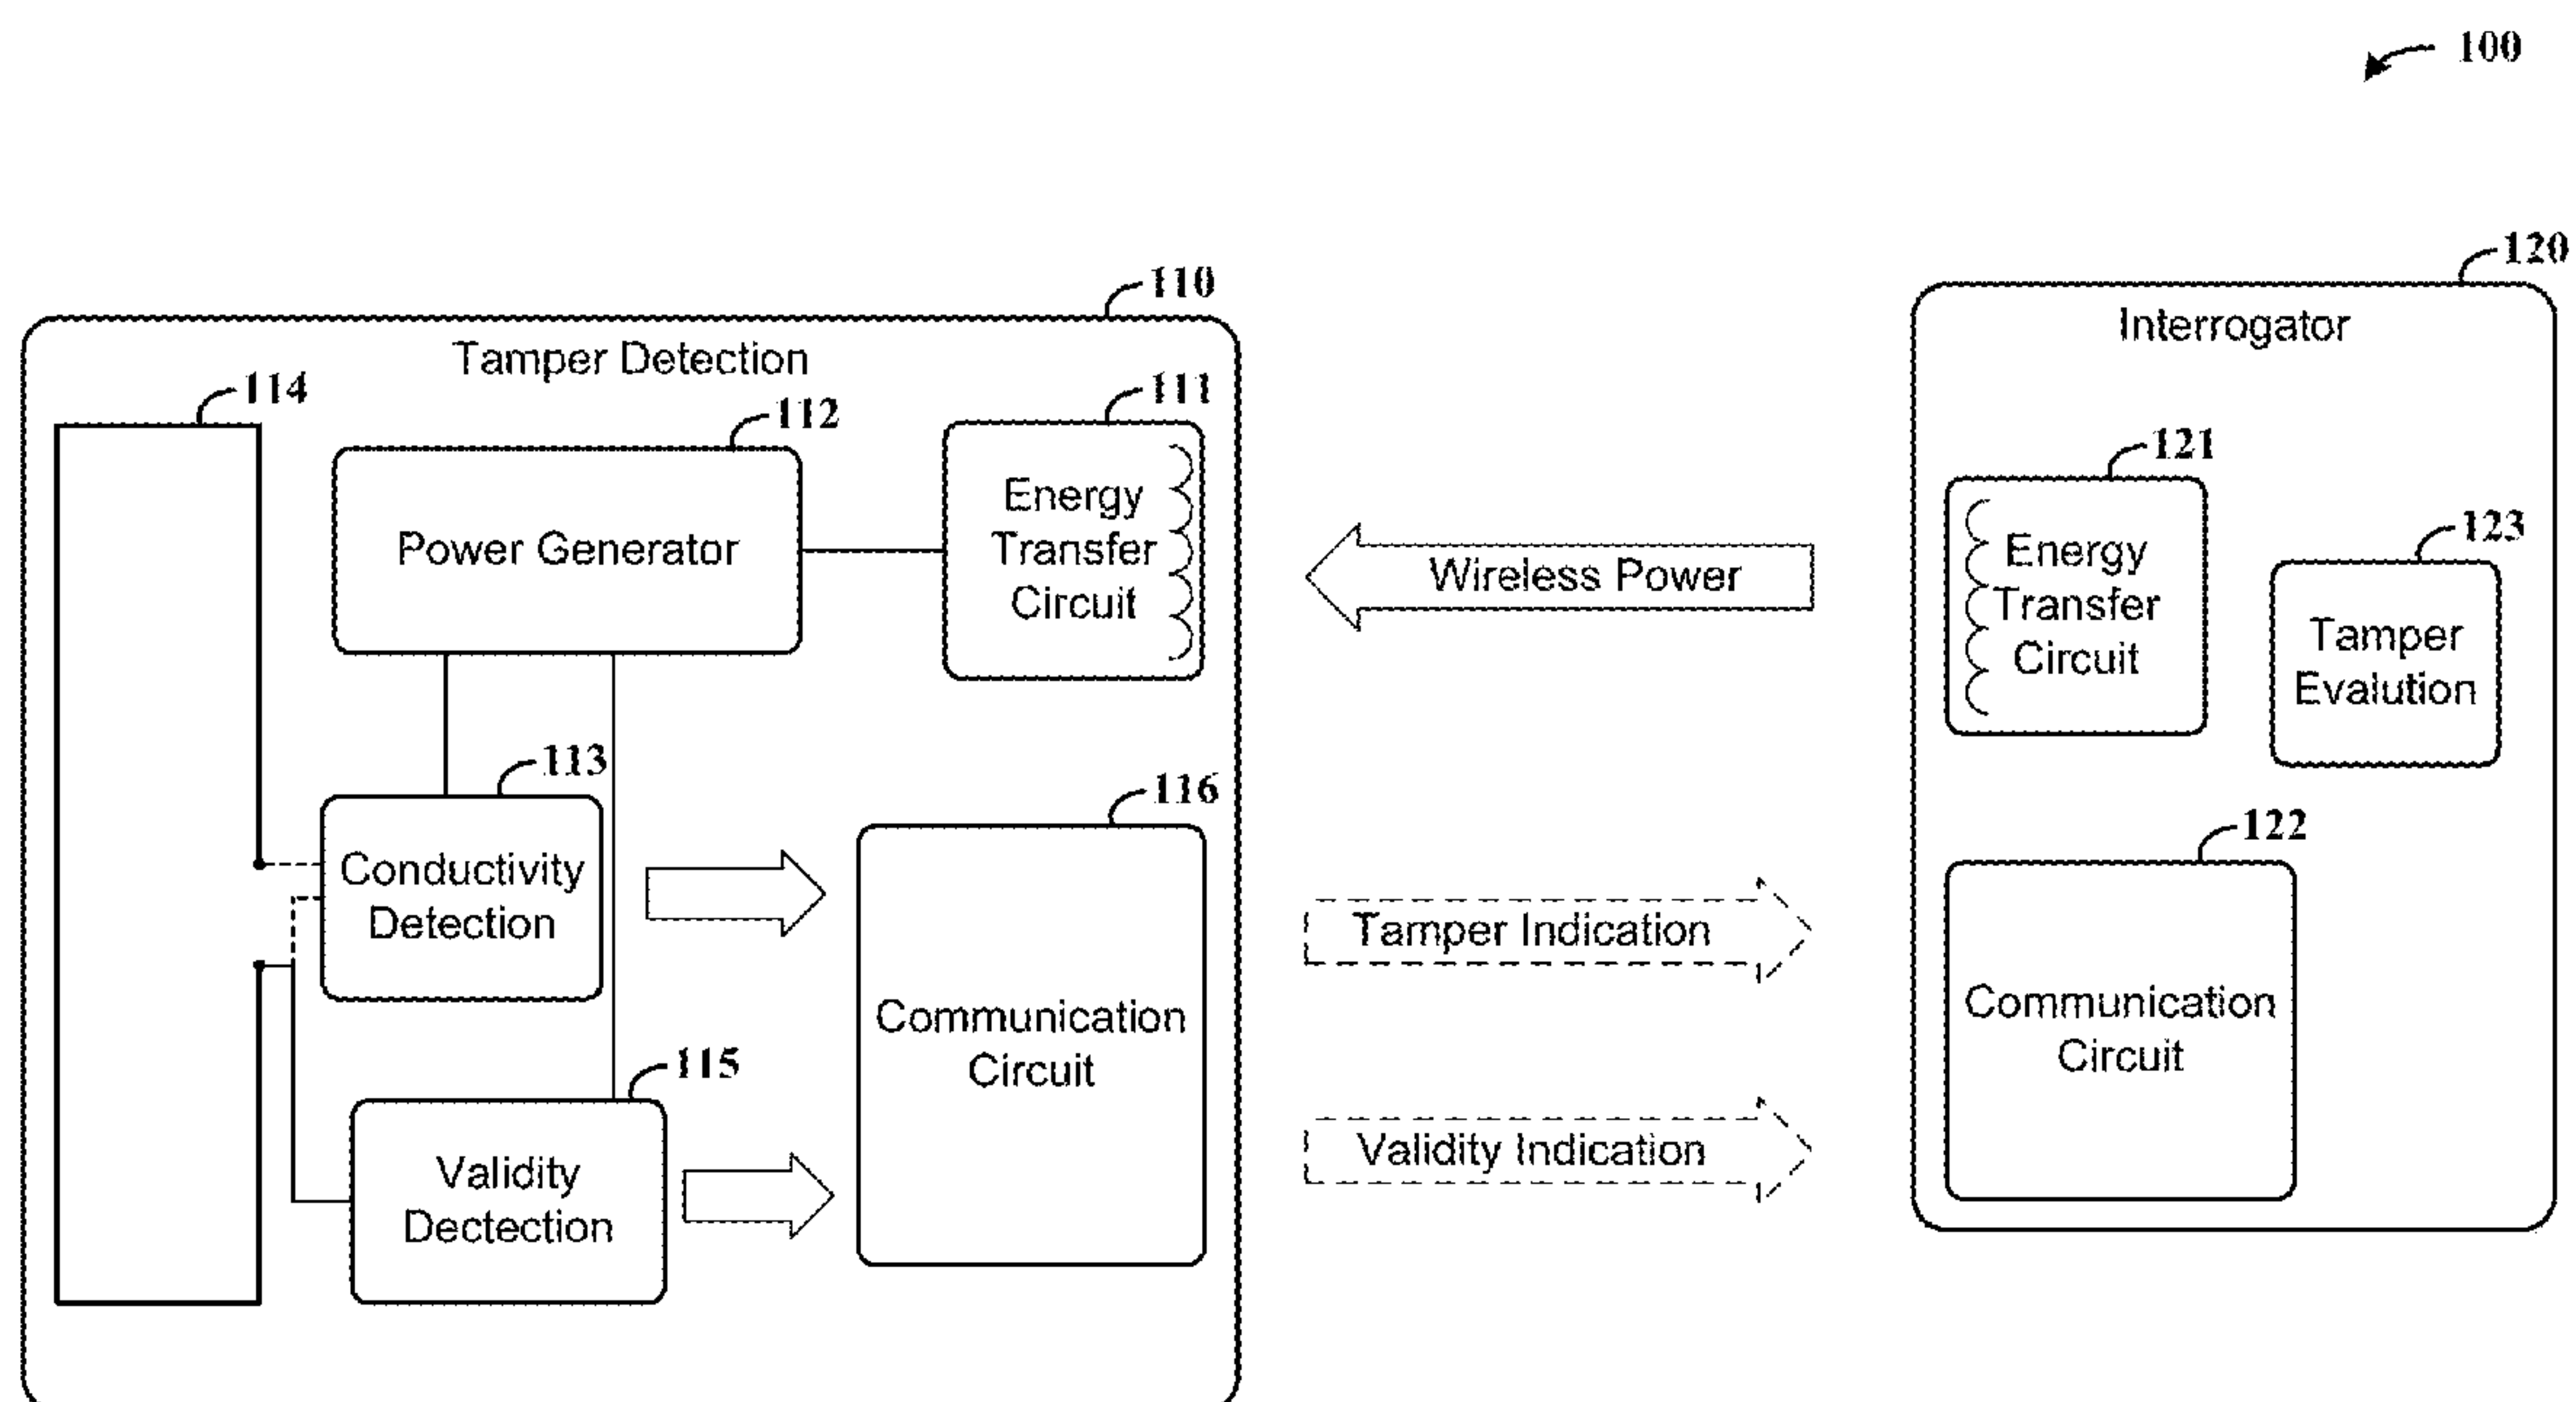 100
120
110
Interrogator
Tamper Detection
114
111
112
121
Energy
Transfer
Circuit
Power Generator
Wireless Power
Energy
Transfer
Circuit
123
Tamper
Evalution
113
116
122
Conductivity
Detection
Tamper Indication
Communication
Circuit
Communication
Circuit
115
Validity
Dectection
Validity Indication